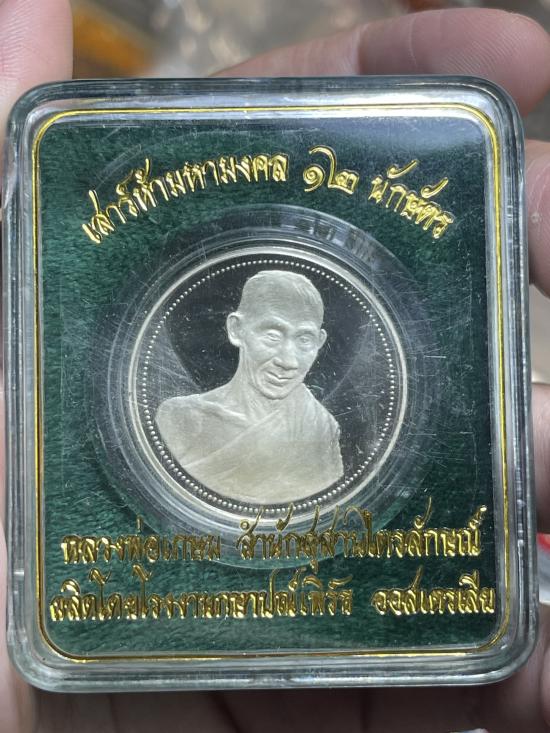 เสาร์ห้ามหามงคล ๑๒ นักษัตร
หลวงพ่อเกษม สำนักสุสานไตรลักษณ์
ผลิตโดยโรงงานกษาปณ์เพิร์ธ ออสเตรเลีย